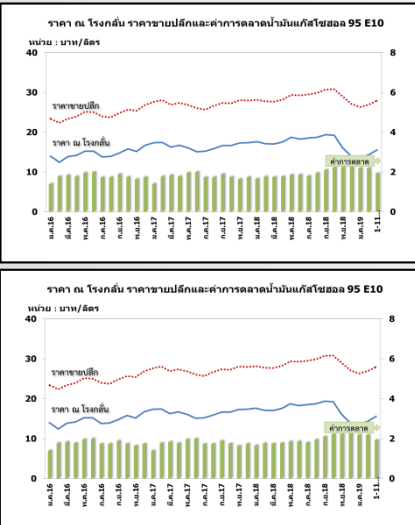 ราคา ณ โรงกลั่น ราคาขายปลีกและค่าการตลาดน้ำมันแก๊สโซฮอล 95 E10
หน่วย : บาท/ลิตร
40 8
ราคาขายปลีก
30 6
ราคา ณ โรงกลั่น
20 4
ค่าการตลาด
10 2
0 0
ม.ค.16 มี.ค.16 พ.ค.16 ก.ค.16 ก.ย.16 พ.ย.16 ม.ค.17 มี.ค.17 พ.ค.17 ก.ค.17 ก.ย.17 พ.ย.17 ม.ค.18 มี.ค.18 พ.ค.18 ก.ค.18 ก.ย.18 พ.ย.18 ม.ค.19 1-11.
ราคา ณ โรงกลั่น ราคาขายปลีกและค่าการตลาดน้ำมันแก๊สโซฮอล 95 E10
หน่วย : บาท/ลิตร
40 8
30 6
ราคาขายปลีก
20 4
ราคา ณ โรงกลั่น
ค่าการตลาด
10 2
0 0
ม.ค.16 มี.ค.16 พ.ค.16 ก.ค.16 ก.ย.16 พ.ย.16 ม.ค.17 มี.ค.17 พ.ค.17 ก.ค.17 ก.ย.17 พ.ย.17 ม.ค.18 มี.ค.18 พ.ค.18 ก.ค.18 ก.ย.18 พ.ย.18 ม.ค.19 1-11.